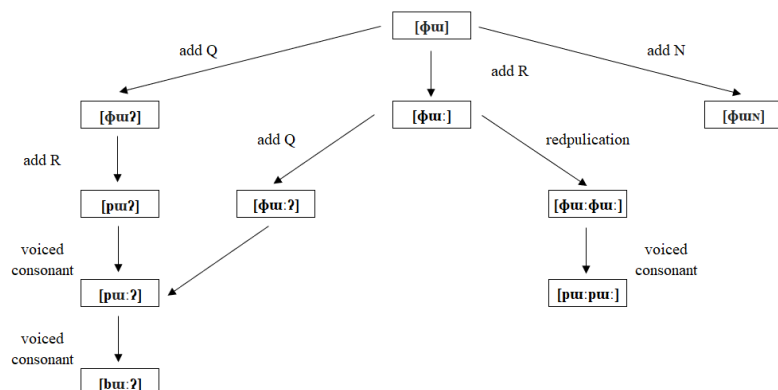 [ɸɯ]
add Q
add R
add N
[ɸɯʔ]
[ɸɯː]
[ɸɯɴ]
add R
add Q
redpulication
[pɯʔ]
[ɸɯːʔ]
[ɸɯːɸɯː]
voiced
consonant
voiced
consonant
[pɯːʔ]
[pɯːpɯː]
voiced
consonant
[bɯːʔ]